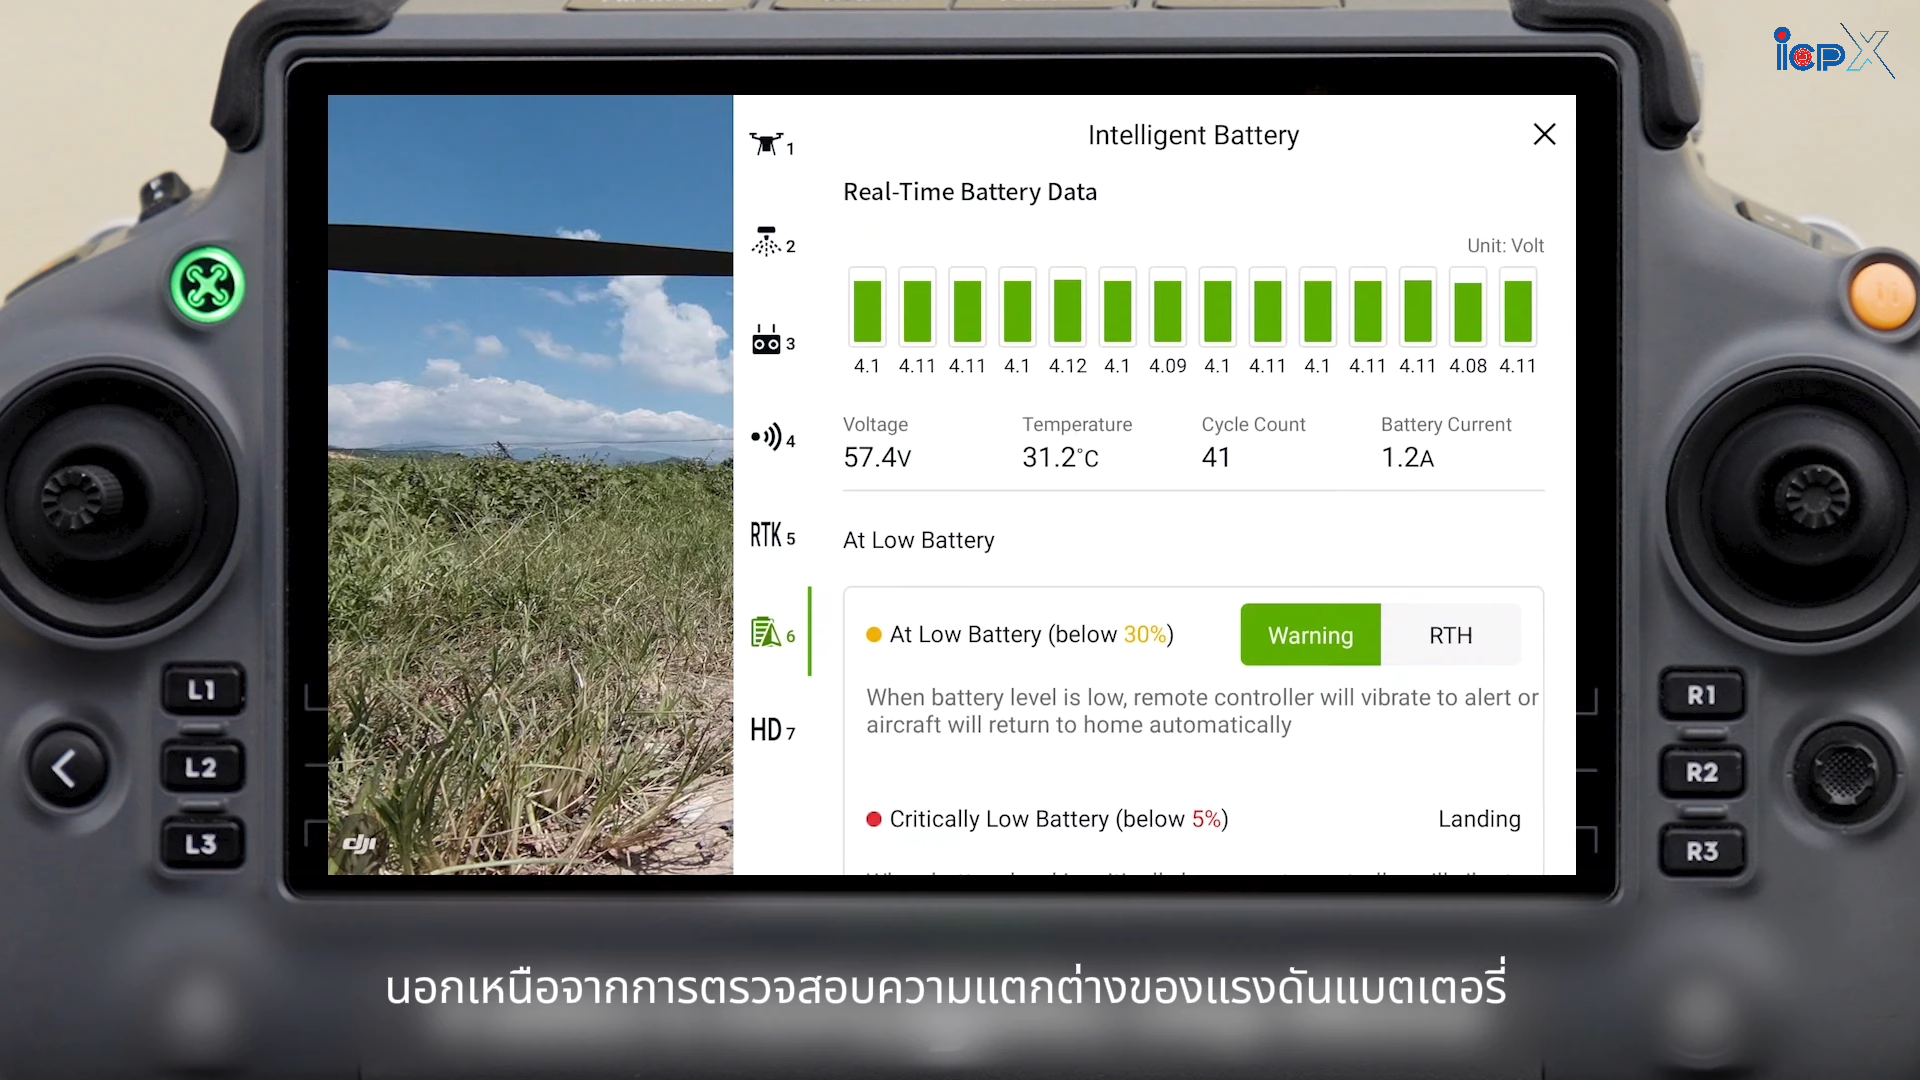 icpX
Intelligent Battery
Real-Time Battery Data
Unit: Volt
4.1 4.11 4.11 4.1 4.12 4.1 4.09 4.1 4.11 4.1 4.11 4.11 4.08 4.11
Voltage Temperature Cycle Count Battery Current
57.4V 31.2°C 41 1.2A
At Low Battery
At Low Battery (below 30%) Warning RTH
When battery level is low, remote controller will vibrate to alert or
aircraft will return to home automatically
Critically Low Battery (below 5%) Landing
1
2
3
4
RTK 5
6
HD 7
dji
L1
L2
L3
R1
R2
R3
นอกเหนือจากการตรวจสอบความแตกต่างของแรงดันแบตเตอรี่